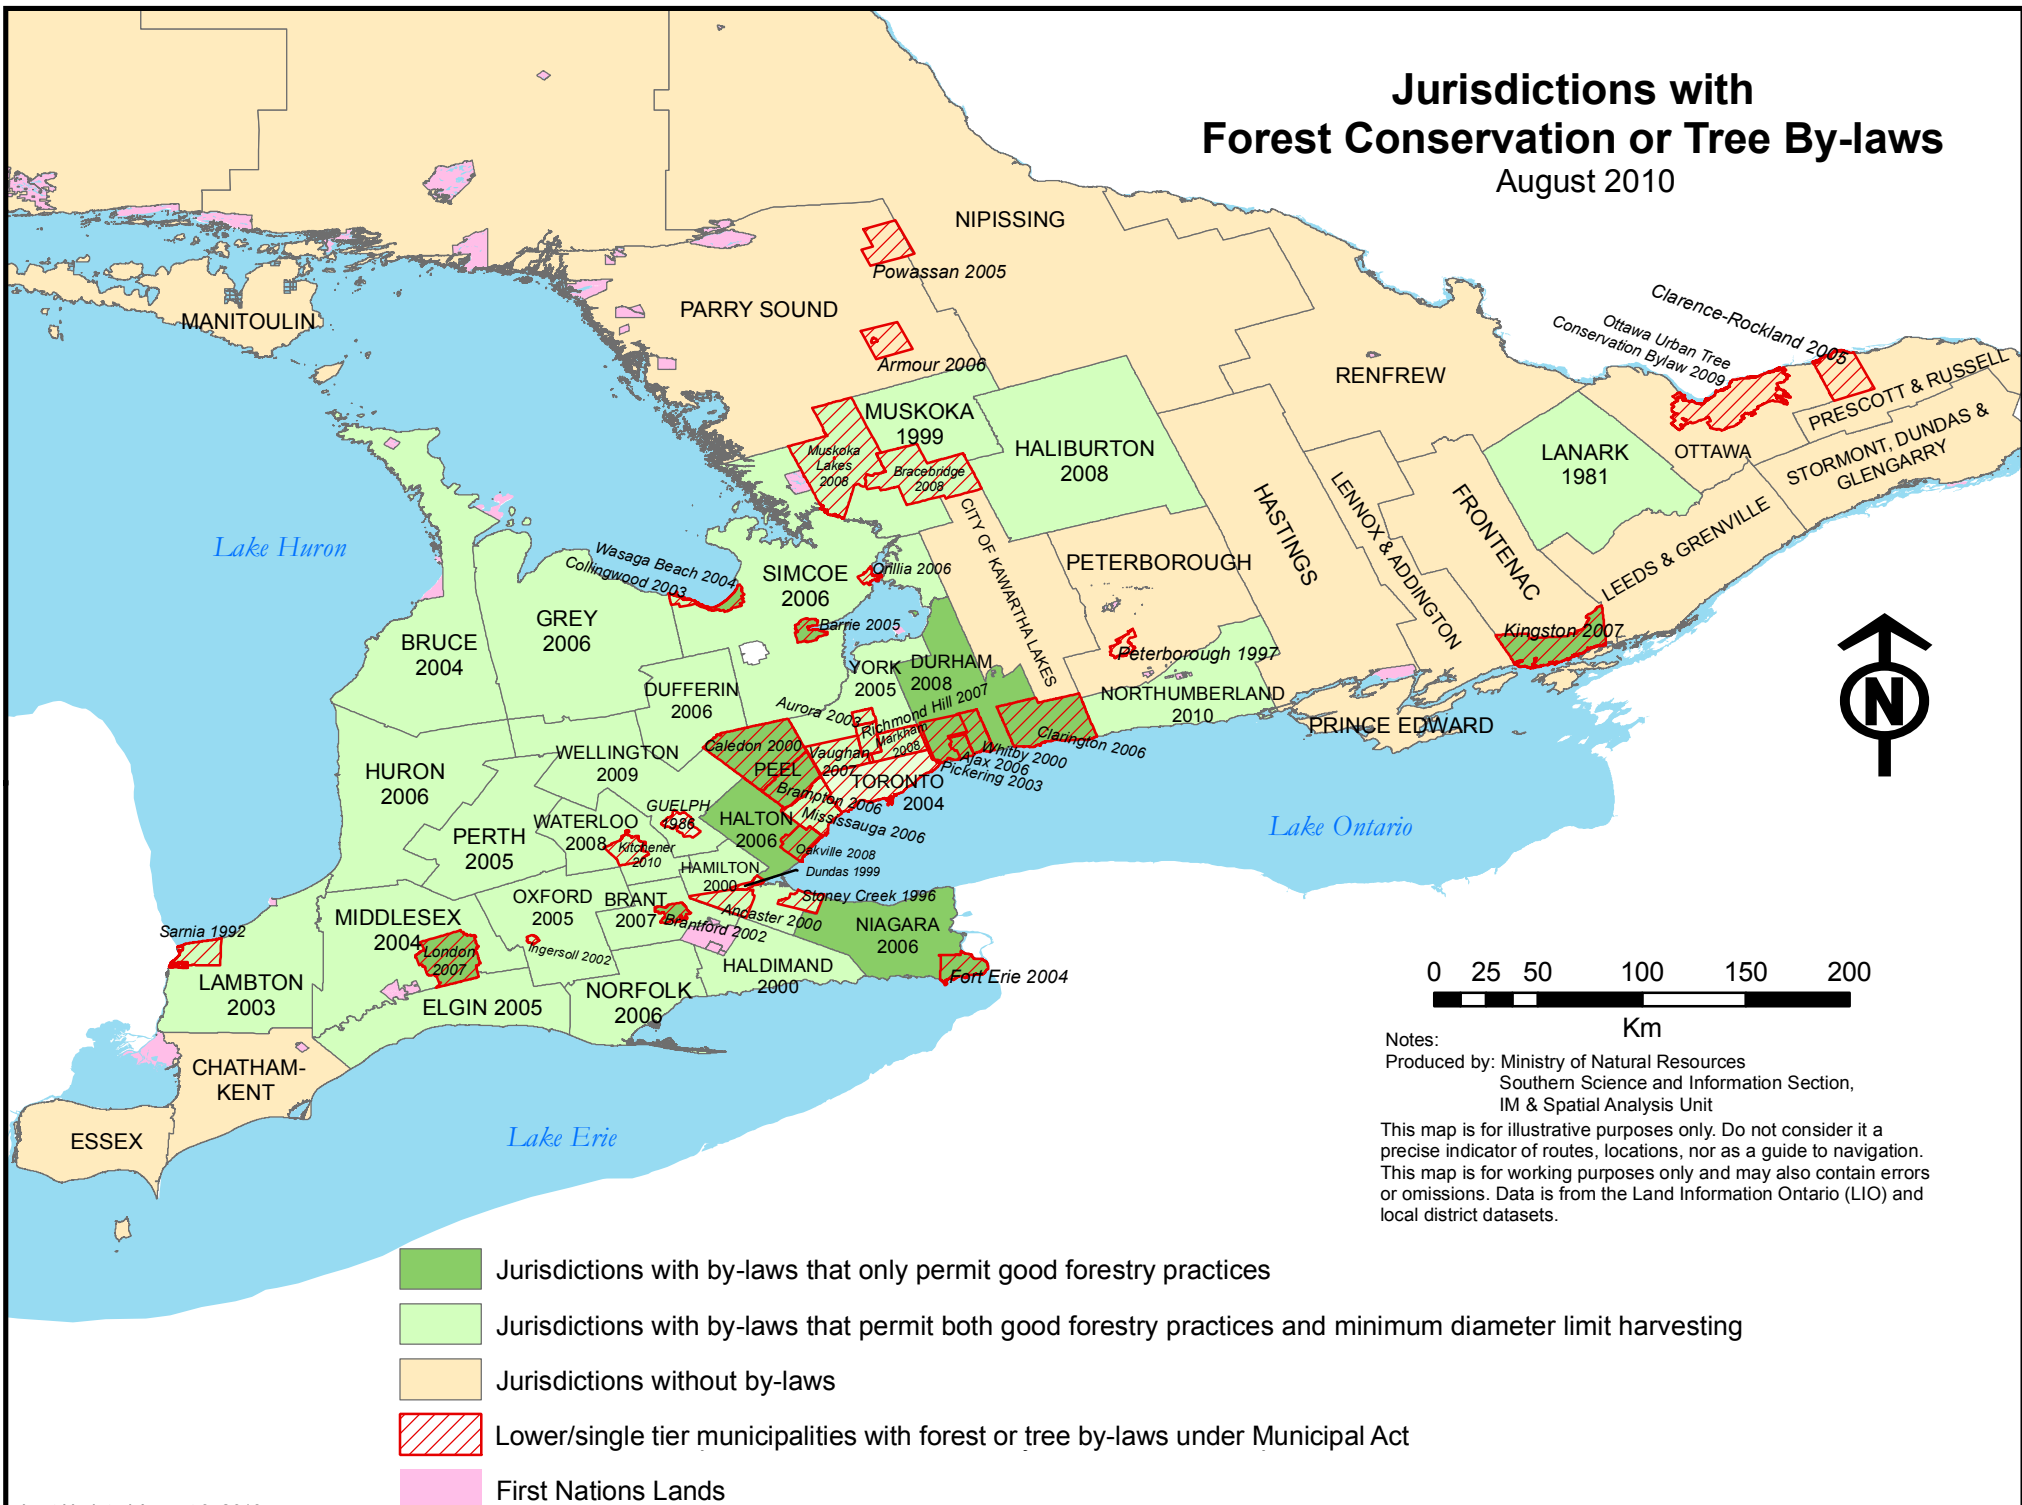 Jurisdictions with
Forest Conservation or Tree By-laws
August 2010
NIPISSING
Powassan 2005
PARRY SOUND
MANITOULIN
Armour 2006
Clarence-Rockland 2005
Ottawa Urban Tree
Conservation Bylaw 2009
RENFREW
PRESCOTT & RUSSELL
MUSKOKA
1999
HALIBURTON
2008
Muskoka
Lakes
2008
Bracebridge
2008
LANARK
1981
OTTAWA
STORMONT, DUNDAS &
GLENGARRY
HASTINGS
LENNOX & ADDINGTON
FRONTENAC
LEEDS & GRENVILLE
CITY OF KAWARTHA LAKES
PETERBOROUGH
Lake Huron
Wasaga Beach 2004
Collingwood 2003
SIMCOE
2006
Orillia 2006
Barrie 2005
GREY
2006
BRUCE
2004
Kingston 2007
Peterborough 1997
YORK
2005
DURHAM
2008
DUFFERIN
2006
NORTHUMBERLAND
2010
PRINCE EDWARD
Aurora 2003
Richmond Hill 2007
Markham
2008
Clarington 2006
Whitby 2000
Ajax 2006
Pickering 2003
Caledon 2000
Vaughan
2007
PEEL
WELLINGTON
2009
TORONTO
2004
Brampton 2006
Mississauga 2006
HURON
2006
GUELPH
1986
HALTON
2006
WATERLOO
2008
PERTH
2005
Kitchener
2010
Oakville 2008
Dundas 1999
Lake Ontario
HAMILTON
2000
Stoney Creek 1996
OXFORD
2005
BRANT
2007
Ancaster 2000
Brantford 2002
MIDDLESEX
2004
NIAGARA
2006
Sarnia 1992
London
2007
Ingersoll 2002
HALDIMAND
2000
Fort Erie 2004
LAMBTON
2003
ELGIN 2005
NORFOLK
2006
CHATHAM-
KENT
ESSEX
Lake Erie
N
0 25 50 100 150 200
Km
Notes:
Produced by: Ministry of Natural Resources
Southern Science and Information Section,
IM & Spatial Analysis Unit
This map is for illustrative purposes only. Do not consider it a
precise indicator of routes, locations, nor as a guide to navigation.
This map is for working purposes only and may also contain errors
or omissions. Data is from the Land Information Ontario (LIO) and
local district datasets.
Jurisdictions with by-laws that only permit good forestry practices
Jurisdictions with by-laws that permit both good forestry practices and minimum diameter limit harvesting
Jurisdictions without by-laws
Lower/single tier municipalities with forest or tree by-laws under Municipal Act
First Nations Lands